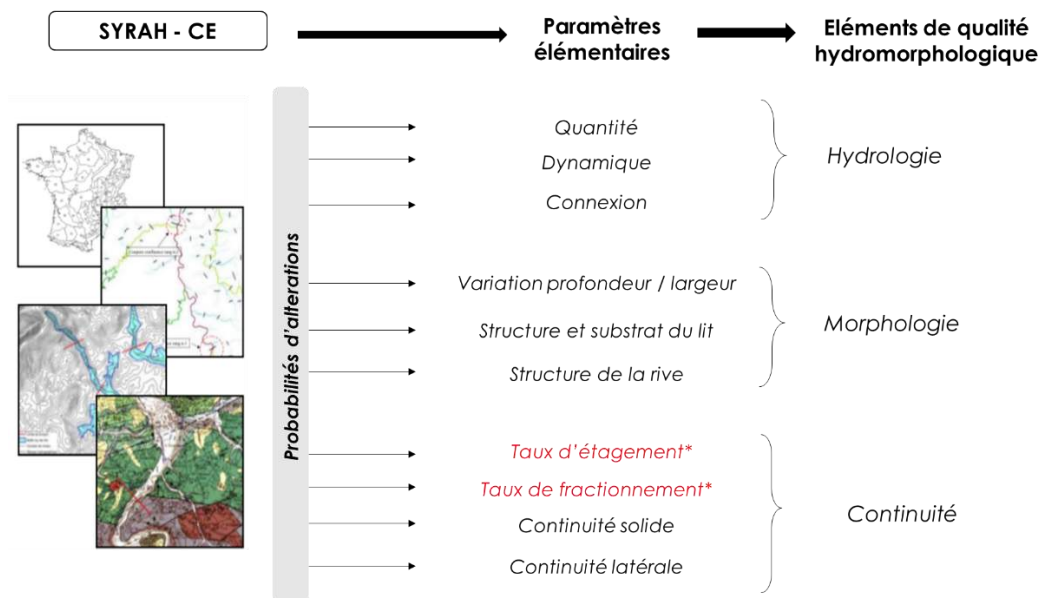 SYRAH - CE
Paramètres
élémentaires
Eléments de qualité
hydromorphologique
Probabilités d'alterations
Quantité
Dynamique
Connexion
Hydrologie
Variation profondeur / largeur
Structure et substrat du lit
Structure de la rive
Morphologie
Taux d'étagement*
Taux de fractionnement*
Continuité solide
Continuité latérale
Continuité